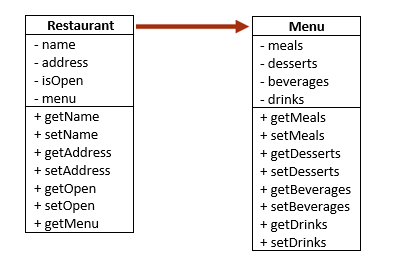 Restaurant
- name
- address
- isOpen
- menu
+ getName
+ setName
+ getAddress
+ setAddress
+ getOpen
+ setOpen
+ getMenu
Menu
- meals
- desserts
- beverages
- drinks
+ getMeals
+ setMeals
+ getDesserts
+ setDesserts
+ getBeverages
+ setBeverages
+ getDrinks
+ setDrinks